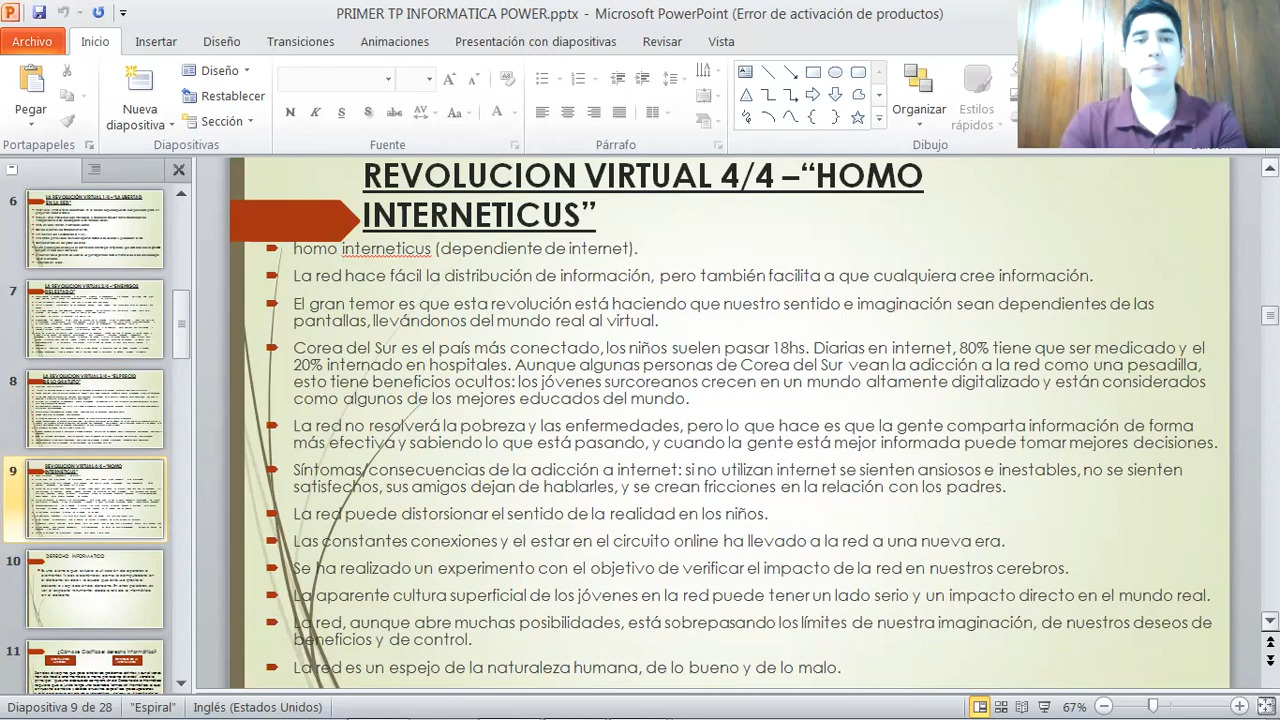 PRIMER TP INFORMATICA POWER.pptx - Microsoft PowerPoint (Error de activación de productos)
Archivo Inicio Insertar Diseño Transiciones Animaciones Presentación con diapositivas Revisar Vista
Pegar
Nueva diapositiva
Diseño
Restablecer
Sección
Organizar
Estilos rápidos
Portapapeles Diapositivas Fuente Párrafo Dibujo
REVOLUCION VIRTUAL 4/4 –“HOMO
INTERNETICUS”
homo interneticus (dependiente de internet).
La red hace fácil la distribución de información, pero también facilita a que cualquiera cree información.
El gran temor es que esta evolución está haciendo que nuestro mundo e imaginación sean dependientes de las
pantallas, llevándonos del mundo real al virtual.
Corea del Sur es el país más conectado, los niños suelen pasar 18hs. Diarias en internet, 80% tiene que ser medicado y el
20% internado en hospitales. Aunque algunas personas de Corea del Sur vean la adicción a la red como una pesadilla,
tiene beneficios ocultos: los jóvenes surcoreanos crecen en un mundo altamente digitalizado y están considerados
como algunos de los mejores educados del mundo.
La red no resolverá la pobreza y las enfermedades, pero lo que hace es que la gente comparta información de forma
más efectiva y sabiendo lo que está pasando, y cuando la gente está mejor informada puede tomar mejores decisiones.
Síntomas y consecuencias de la adicción a internet: si no utilizan internet se sienten ansiosos e inestables, no se sienten
satisfechos, sus amigos dejan de hablarles, y se crean fricciones en la relación con los padres.
La red puede distorsionar el sentido de la realidad en los niños.
Las constantes conexiones y el estar en el circuito online ha llevado a la red a una nueva era.
Se ha realizado un experimento con el objetivo de verificar el impacto de la red en nuestros cerebros.
La aparente cultura superficial de los jóvenes en la red puede tener un lado serio y un impacto directo en el mundo real.
La red, aunque abre muchas posibilidades, está sobrepasando los límites de nuestra imaginación, de nuestros deseos de
beneficios y de control.
La red es un espejo de la naturaleza humana, de lo bueno y de lo malo.
6
7
8
9
10
DERECHO INFORMATICO
11
Diapositiva 9 de 28 "Espiral" Inglés (Estados Unidos) 67%